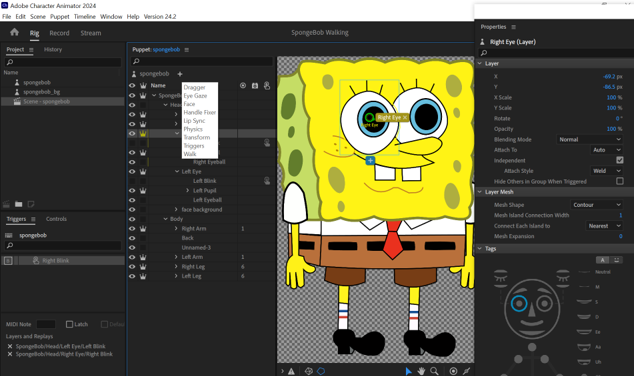 Adobe Character Animator 2024
File Edit Scene Puppet Timeline Window Help Version 24.2
Rig Record Stream
SpongeBob Walking
Project History
Name
spongebob
spongebob_bg
Scene - spongebob
Triggers Controls
spongebob
Right Blink
MIDI Note Latch
Layers and Replays
SpongeBob/Head/Left Eye/Left Blink
SpongeBob/Head/Right Eye/Right Blink
Puppet: spongebob
spongebob
Name
Dragger
Eye Gaze
Face
Handle Fixer
Lip Sync
Physics
Transform
Triggers
Walk
Right Eyeball
Left Eye
Left Blink
Left Pupil
Left Eyeball
face background
Body
Right Arm 1
Back
Unnamed-3
Left Arm 1
Right Leg 6
Left Leg 6
Right Eye
Right Eye
Properties
Right Eye (Layer)
Layer
X -69.2 px
Y -86.5 px
X Scale 100 %
Y Scale 100 %
Rotate 0 °
Opacity 100 %
Blending Mode Normal
Attach To Auto
Independent
Attach Style Weld
Hide Others in Group When Triggered
Layer Mesh
Mesh Shape Contour
Mesh Island Connection Width 1
Connect Each Island to Nearest
Mesh Expansion 0
Tags
A
Neutral
M
S
D
Ee
Aa
Uh